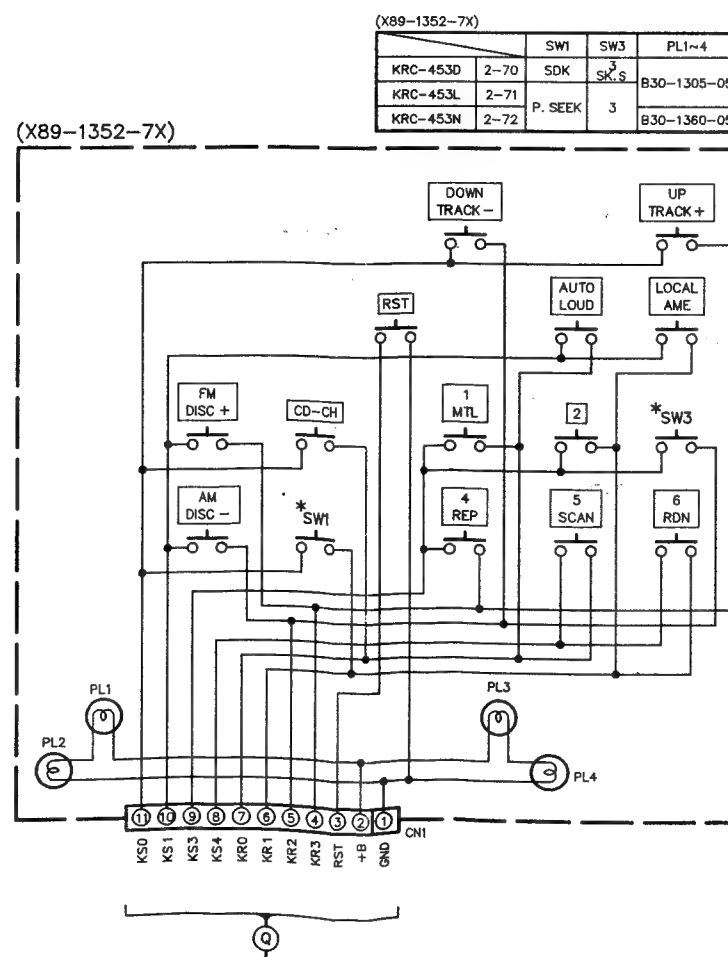 (X89-1352-7X)
SW1 SW3 PL1~4
KRC-453D 2-70 SDK 3 SK.S B30-1305-05
KRC-453L 2-71 P. SEEK 3
KRC-453N 2-72 B30-1360-05
(X89-1352-7X)
DOWN
TRACK-
UP
TRACK+
RST
AUTO
LOUD
LOCAL
AME
FM
DISC +
CD-CH
1
MTL
2
*SW3
AM
DISC -
*SW1
4
REP
5
SCAN
6
RDN
PL1
PL2
PL3
PL4
11 10 9 8 7 6 5 4 3 2 1
CN1
KS0
KS1
KS3
KS4
KR0
KR1
KR2
KR3
RST
+B
GND
Q